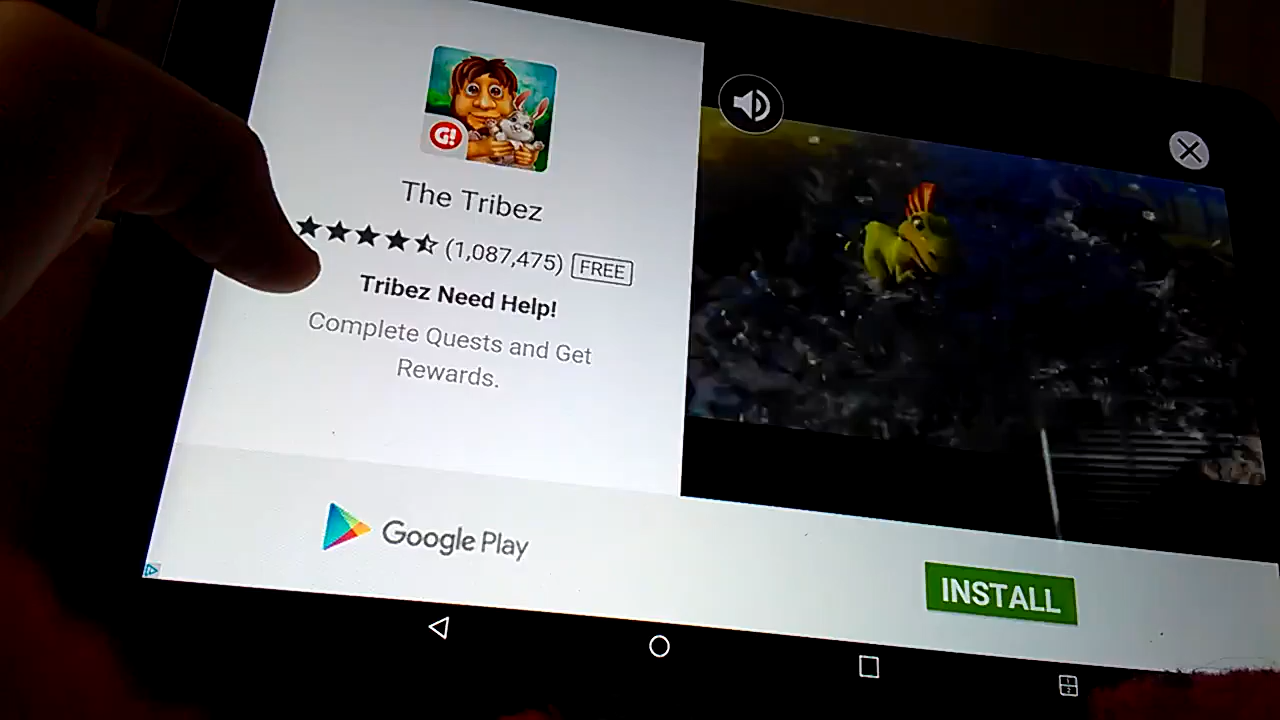 G!
The Tribez
(1,087,475) FREE
Tribez Need Help!
Complete Quests and Get
Rewards.
Google Play
INSTALL